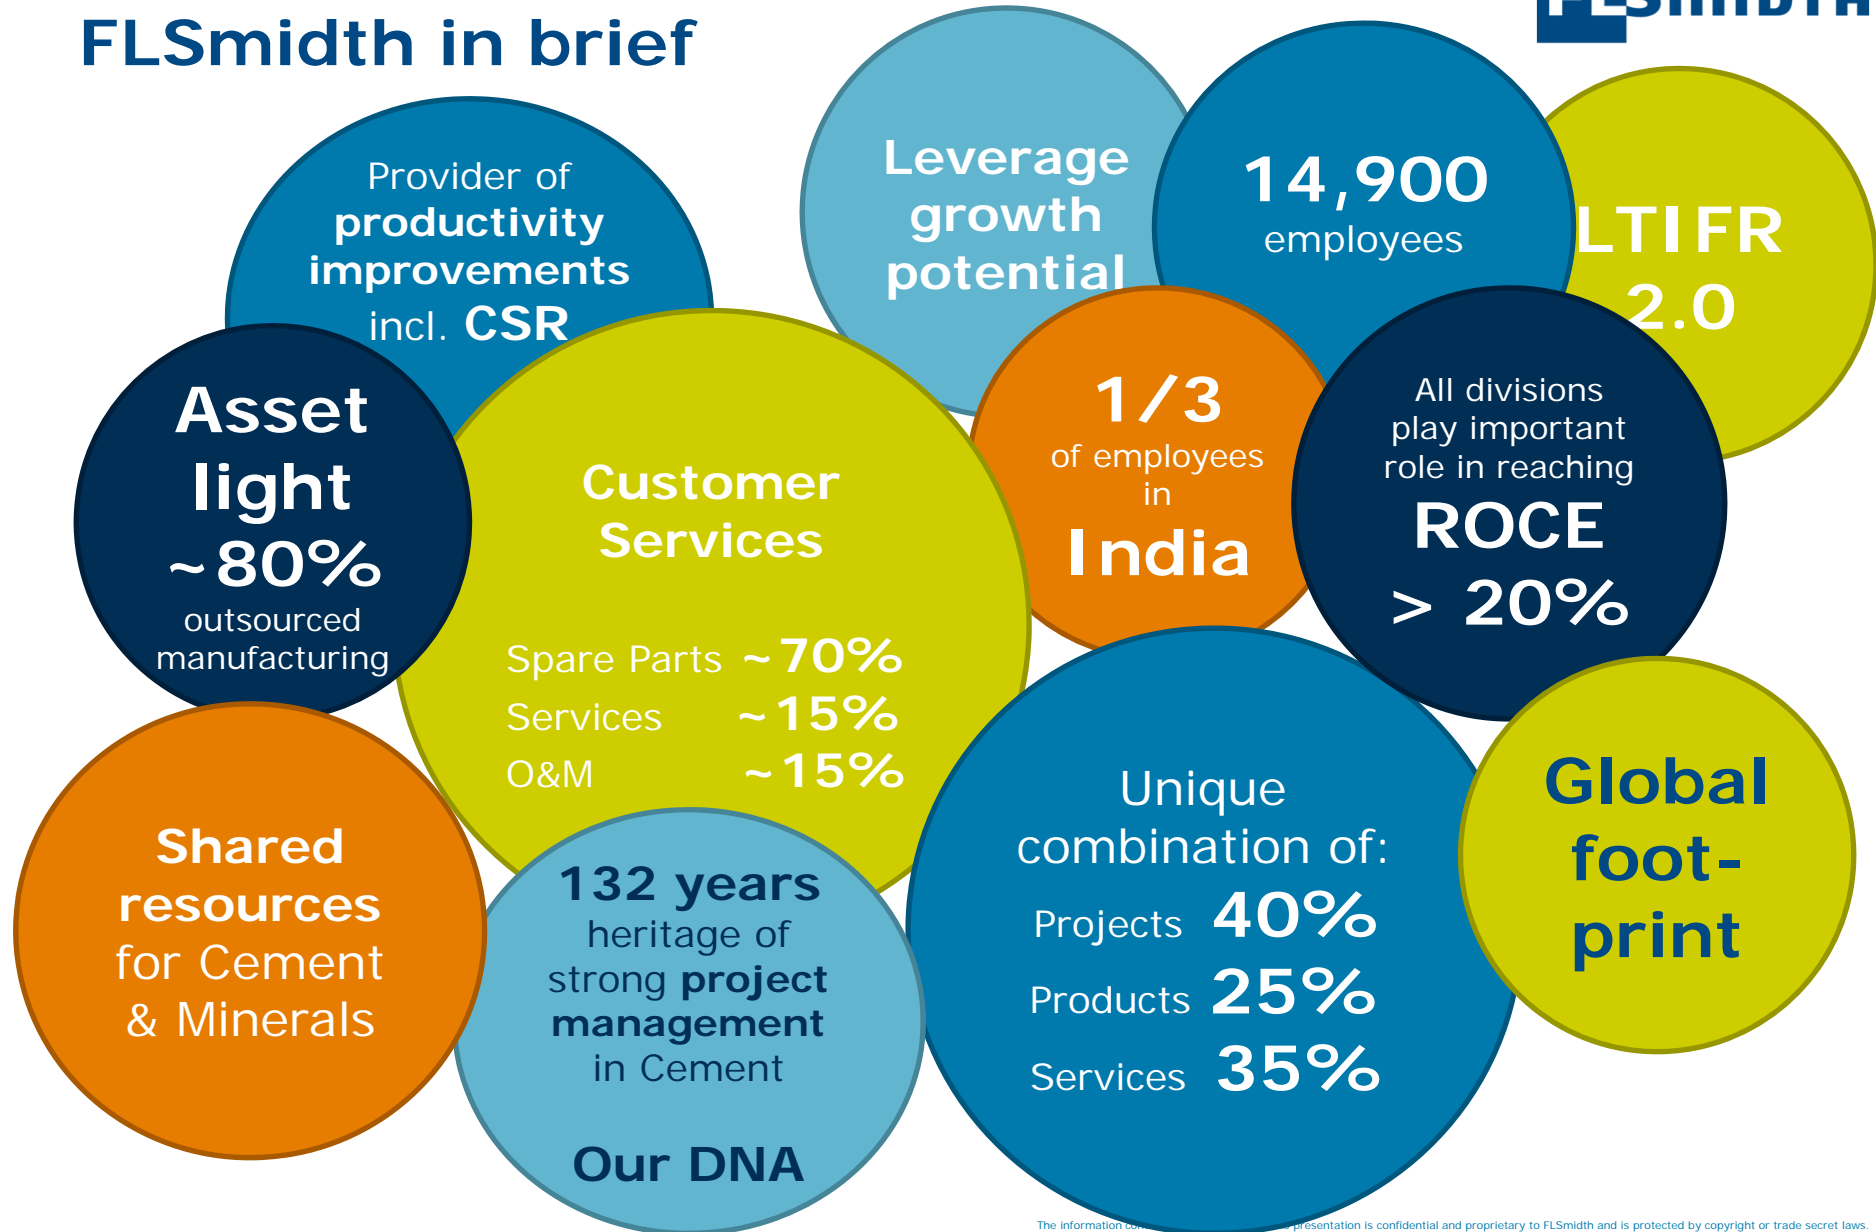 FLSmidth in brief
FLSMIDTH
Provider of
productivity
improvements
incl. CSR
Leverage
growth
potential
14,900
employees
LTIFR
2.0
Asset
light
~80%
outsourced
manufacturing
Customer
Services
Spare Parts ~70%
Services ~15%
O&M ~15%
1/3
of employees
in
India
All divisions
play important
role in reaching
ROCE
> 20%
Shared
resources
for Cement
& Minerals
132 years
heritage of
strong project
management
in Cement
Our DNA
Unique
combination of:
Projects 40%
Products 25%
Services 35%
Global
foot-
print
The information presentation is confidential and proprietary to FLSmidth and is protected by copyright or trade secret laws.